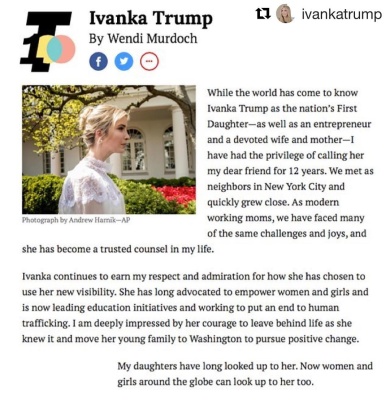 Ivanka Trump
ivankatrump
By Wendi Murdoch
While the world has come to know
Ivanka Trump as the nation's First
Daughter—as well as an entrepreneur
and a devoted wife and mother—I
have had the privilege of calling her
my dear friend for 12 years. We met as
neighbors in New York City and
quickly grew close. As modern
working moms, we have faced many
of the same challenges and joys, and
Photograph by Andrew Harnik—AP
she has become a trusted counsel in my life.
Ivanka continues to earn my respect and admiration for how she has chosen to
use her new visibility. She has long advocated to empower women and girls and
is now leading education initiatives and working to put an end to human
trafficking. I am deeply impressed by her courage to leave behind life as she
knew it and move her young family to Washington to pursue positive change.
My daughters have long looked up to her. Now women and
girls around the globe can look up to her too.